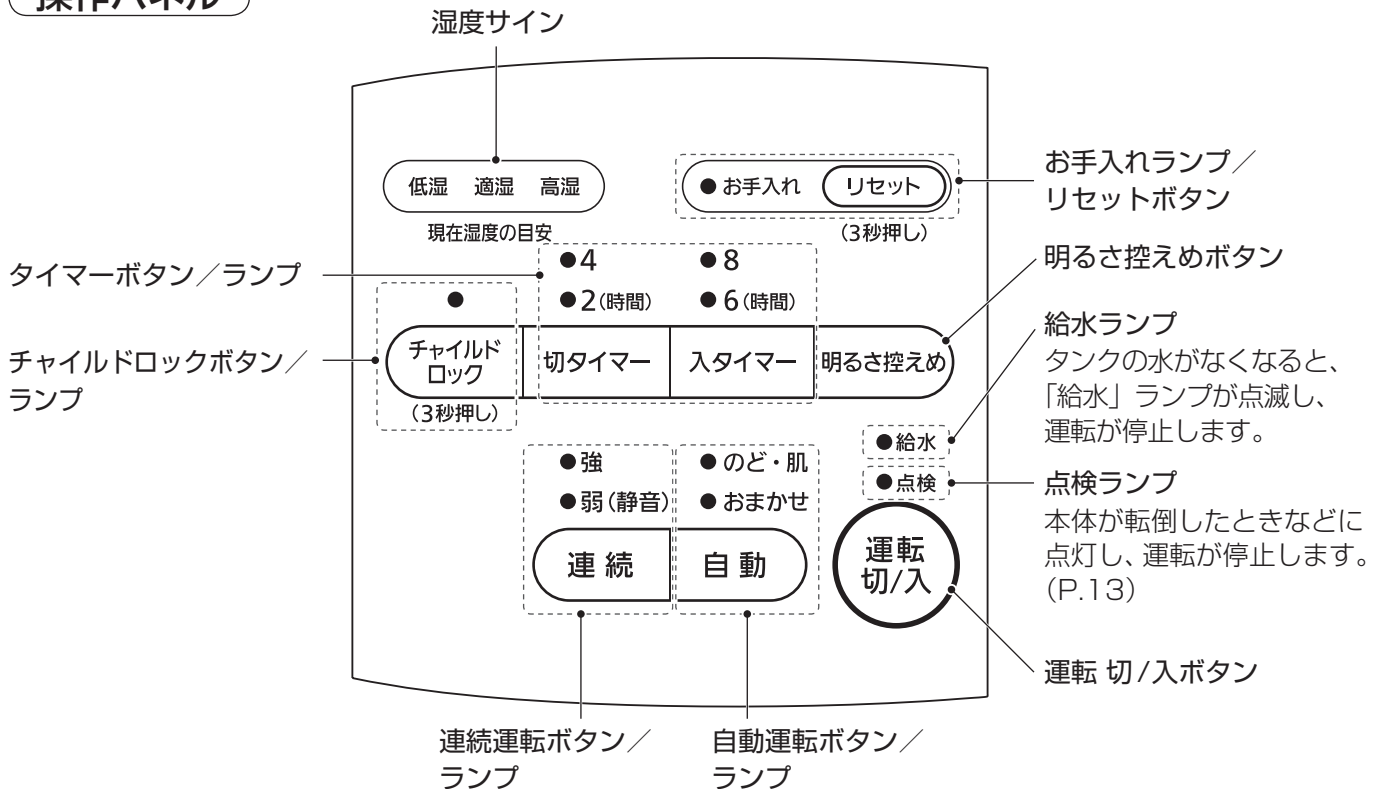 操作パネル
湿度サイン
低湿 適湿 高湿
現在湿度の目安
●お手入れ リセット
(3秒押し)
お手入れランプ／
リセットボタン
明るさ控えめボタン
タイマーボタン／ランプ
●4 ●8
●2(時間) ●6(時間)
チャイルドロックボタン／
ランプ
チャイルド
ロック
(3秒押し)
切タイマー 入タイマー 明るさ控えめ
給水ランプ
タンクの水がなくなると、
「給水」ランプが点滅し、
運転が停止します。
●給水
●点検
点検ランプ
本体が転倒したときなどに
点灯し、運転が停止します。
(P.13)
●強 ●のど・肌
●弱(静音) ●おまかせ
連続 自動
運転
切/入
運転 切/入ボタン
連続運転ボタン／
ランプ
自動運転ボタン／
ランプ